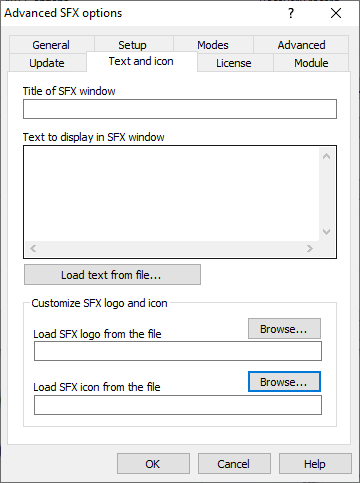 Advanced SFX options ?
General Setup Modes Advanced
Update Text and icon License Module
Title of SFX window
Text to display in SFX window
Load text from file...
Customize SFX logo and icon
Browse...
Load SFX logo from the file
Browse...
Load SFX icon from the file
OK Cancel Help